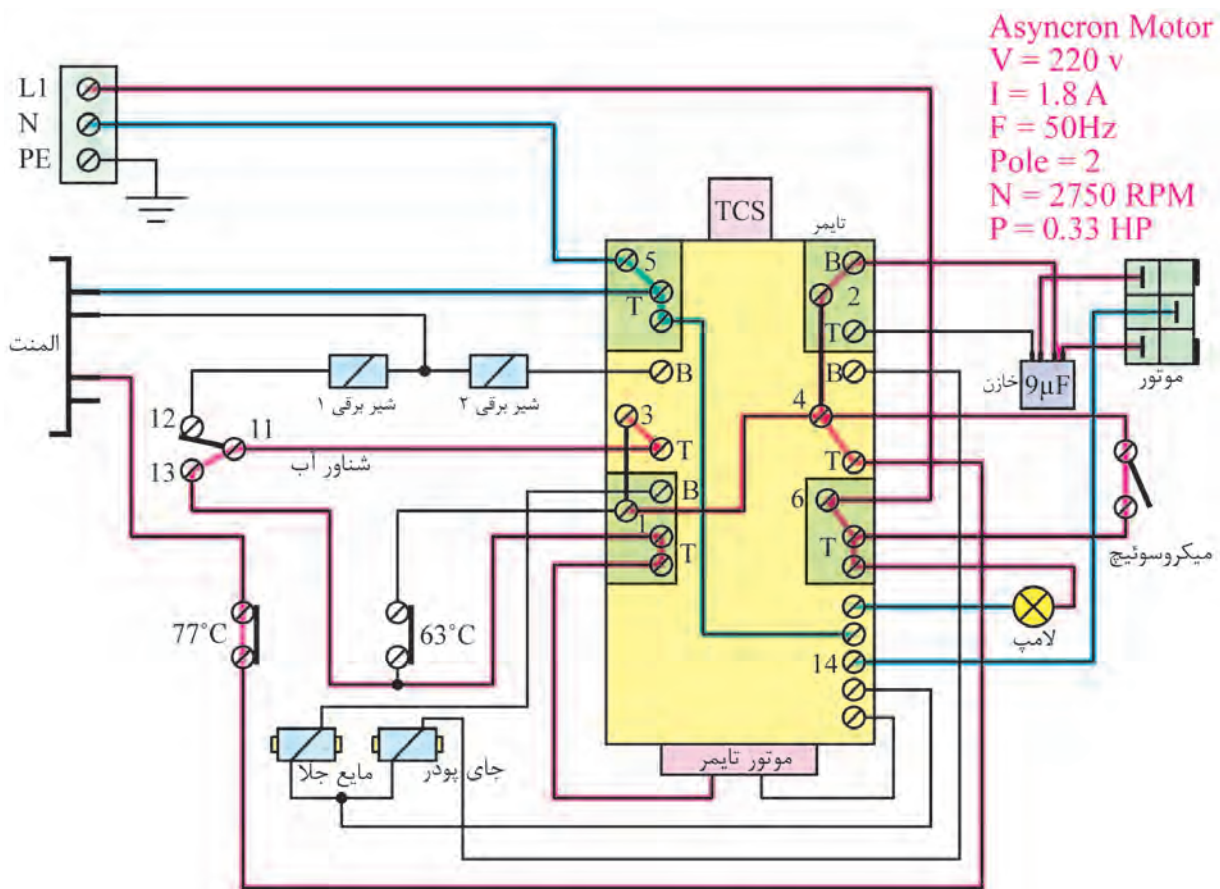 Asyncron Motor
V = 220 v
I = 1.8 A
F = 50Hz
Pole = 2
N = 2750 RPM
P = 0.33 HP
L1
N
PE
TCS
تایمر
5
T
B
2
T
المنت
شیر برقی ۱
شیر برقی ۲
B
B
خازن
9µF
موتور
12
11
13
شناور آب
3
T
4
T
B
1
T
6
T
میکروسوئیچ
77°C
63°C
لامپ
14
مایع جلا
جای پودر
موتور تایمر